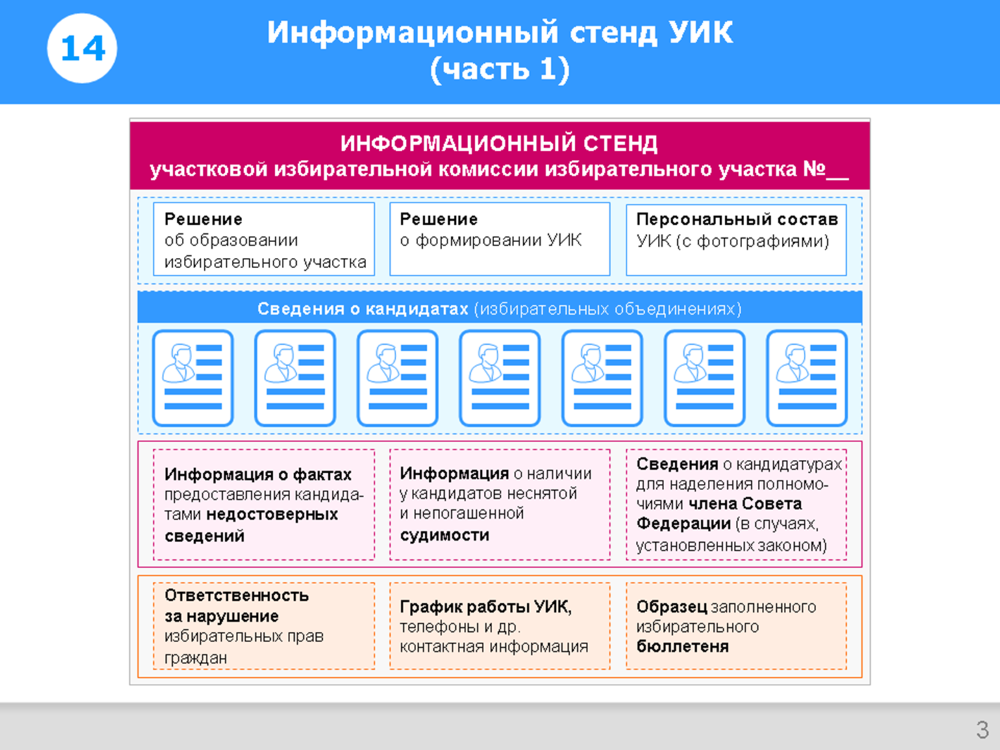 14
Информационный стенд УИК
(часть 1)
ИНФОРМАЦИОННЫЙ СТЕНД
участковой избирательной комиссии избирательного участка №__
Решение
об образовании
избирательного участка
Решение
о формировании УИК
Персональный состав
УИК (с фотографиями)
Сведения о кандидатах (избирательных объединениях)
Информация о фактах
предоставления кандида-
тами недостоверных
сведений
Информация о наличии
у кандидатов неснятой
и непогашенной
судимости
Сведения о кандидатурах
для наделения полномо-
чиями члена Совета
Федерации (в случаях,
установленных законом)
Ответственность
за нарушение
избирательных прав
граждан
График работы УИК,
телефоны и др.
контактная информация
Образец заполненного
избирательного
бюллетеня
3